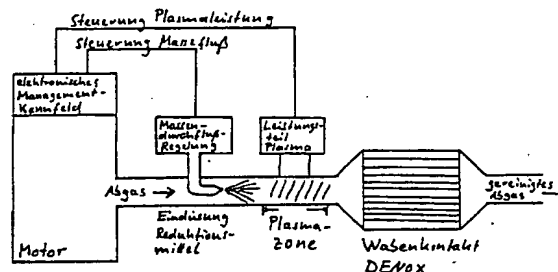 Steuerung Plasmaleistung
Steuerung Massefluß
elektronisches
Management-
Kennfeld
Massen-
durchfluß-
Regelung
Leistungs-
teil
Plasma
Abgas →
gereinigtes
Abgas
Eindüsung
Reduktions-
mittel
Plasma-
zone
Motor
Wabenkontakt
DENOX